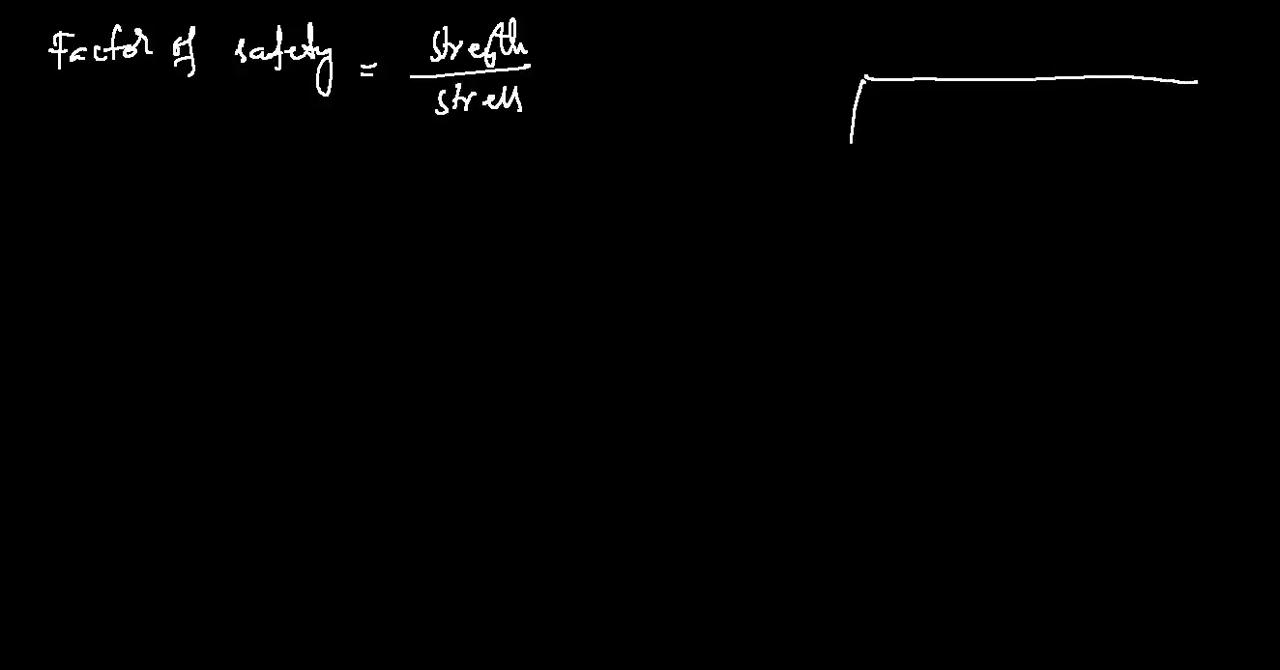 Factor of safety = strength / stress